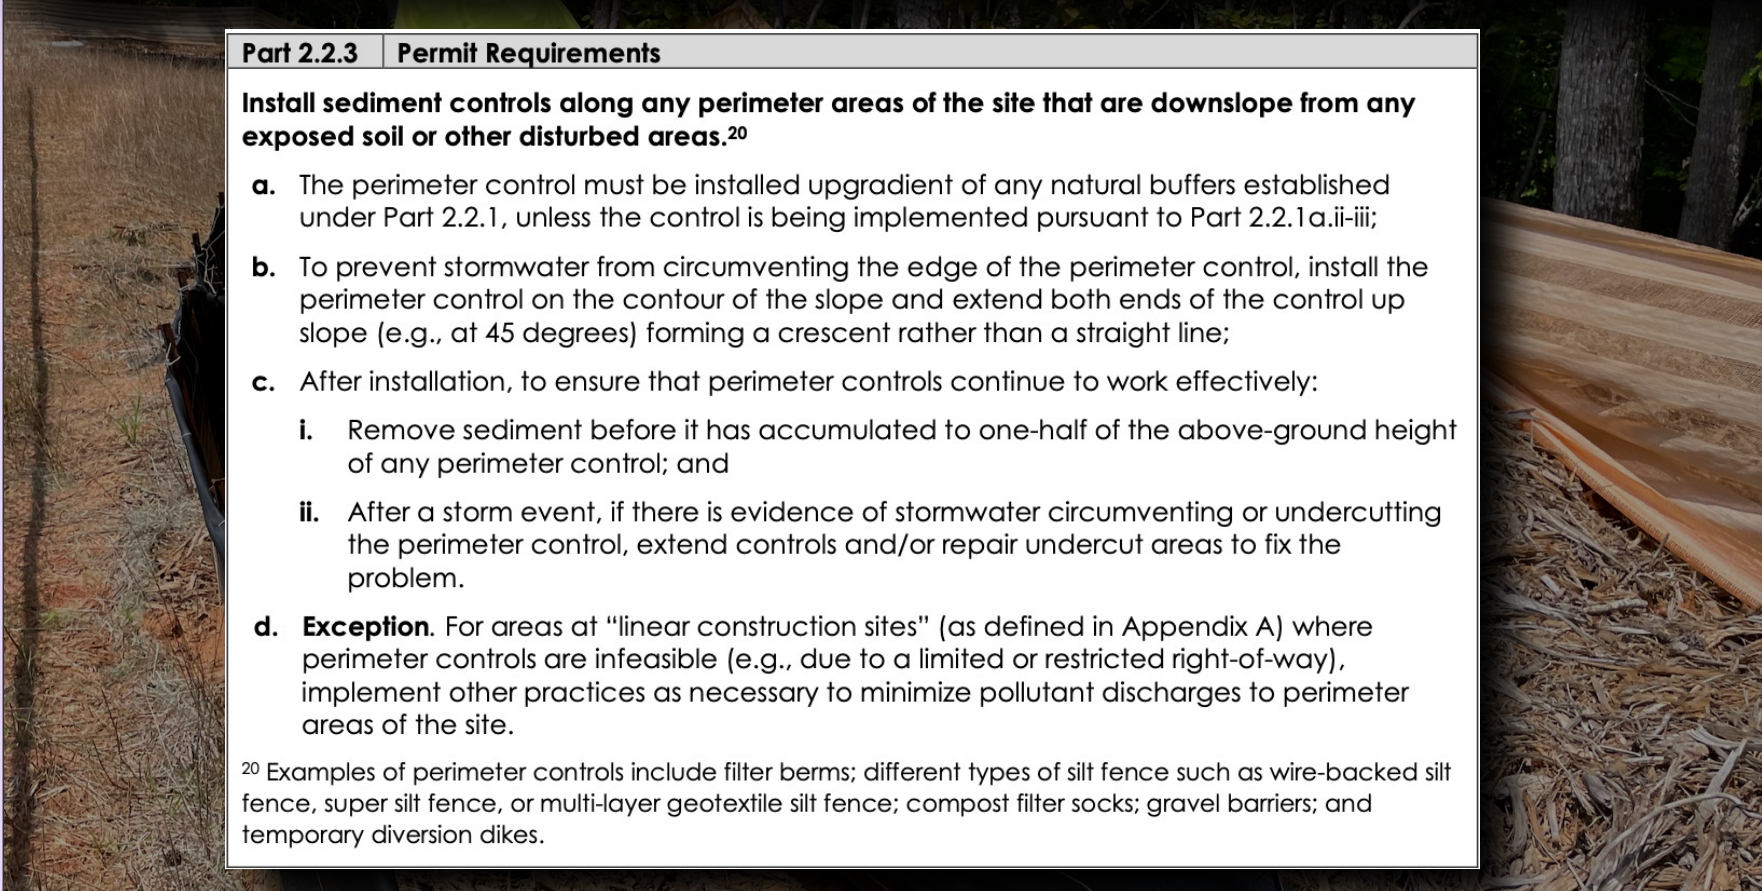 Part 2.2.3 Permit Requirements
Install sediment controls along any perimeter areas of the site that are downslope from any
exposed soil or other disturbed areas.20
a. The perimeter control must be installed upgradient of any natural buffers established
under Part 2.2.1, unless the control is being implemented pursuant to Part 2.2.1a.ii-iii;
b. To prevent stormwater from circumventing the edge of the perimeter control, install the
perimeter control on the contour of the slope and extend both ends of the control up
slope (e.g., at 45 degrees) forming a crescent rather than a straight line;
c. After installation, to ensure that perimeter controls continue to work effectively:
i. Remove sediment before it has accumulated to one-half of the above-ground height
of any perimeter control; and
ii. After a storm event, if there is evidence of stormwater circumventing or undercutting
the perimeter control, extend controls and/or repair undercut areas to fix the
problem.
d. Exception. For areas at “linear construction sites” (as defined in Appendix A) where
perimeter controls are infeasible (e.g., due to a limited or restricted right-of-way),
implement other practices as necessary to minimize pollutant discharges to perimeter
areas of the site.
20 Examples of perimeter controls include filter berms; different types of silt fence such as wire-backed silt
fence, super silt fence, or multi-layer geotextile silt fence; compost filter socks; gravel barriers; and
temporary diversion dikes.